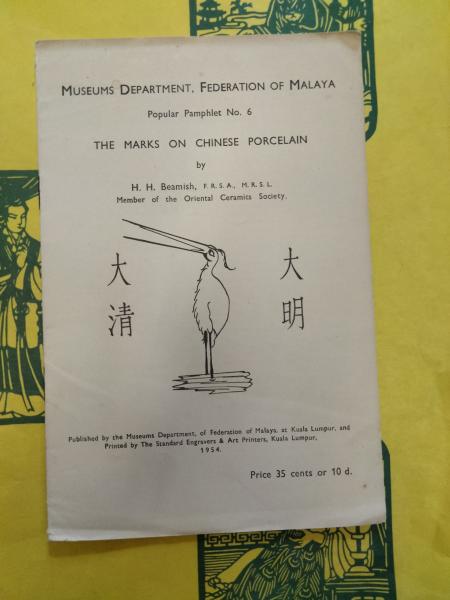 MUSEUMS DEPARTMENT, FEDERATION OF MALAYA
Popular Pamphlet No. 6
THE MARKS ON CHINESE PORCELAIN
by
H. H. Beamish, F. R. S. A., M. R. S. L.
Member of the Oriental Ceramics Society.
大明
大清
Published by the Museums Department, of Federation of Malaya, at Kuala Lumpur, and
Printed by The Standard Engravers & Art Printers, Kuala Lumpur,
1954.
Price 35 cents or 10 d.